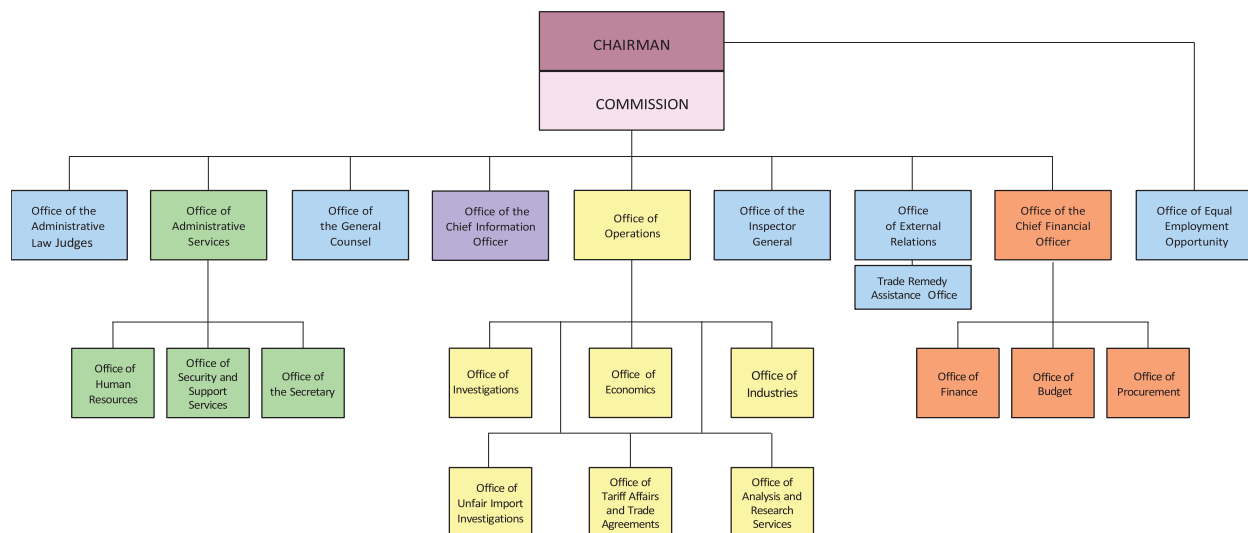 CHAIRMAN
COMMISSION
Office of the
Administrative
Law Judges
Office of
Administrative
Services
Office of
the General
Counsel
Office of the
Chief Information
Officer
Office of
Operations
Office of the
Inspector
General
Office
of External
Relations
Office of the
Chief Financial
Officer
Office of Equal
Employment
Opportunity
Trade Remedy
Assistance Office
Office of
Human
Resources
Office of
Security and
Support
Services
Office of
the Secretary
Office of
Investigations
Office of
Economics
Office of
Industries
Office of
Finance
Office of
Budget
Office of
Procurement
Office of
Unfair Import
Investigations
Office of
Tariff Affairs
and Trade
Agreements
Office of
Analysis and
Research
Services